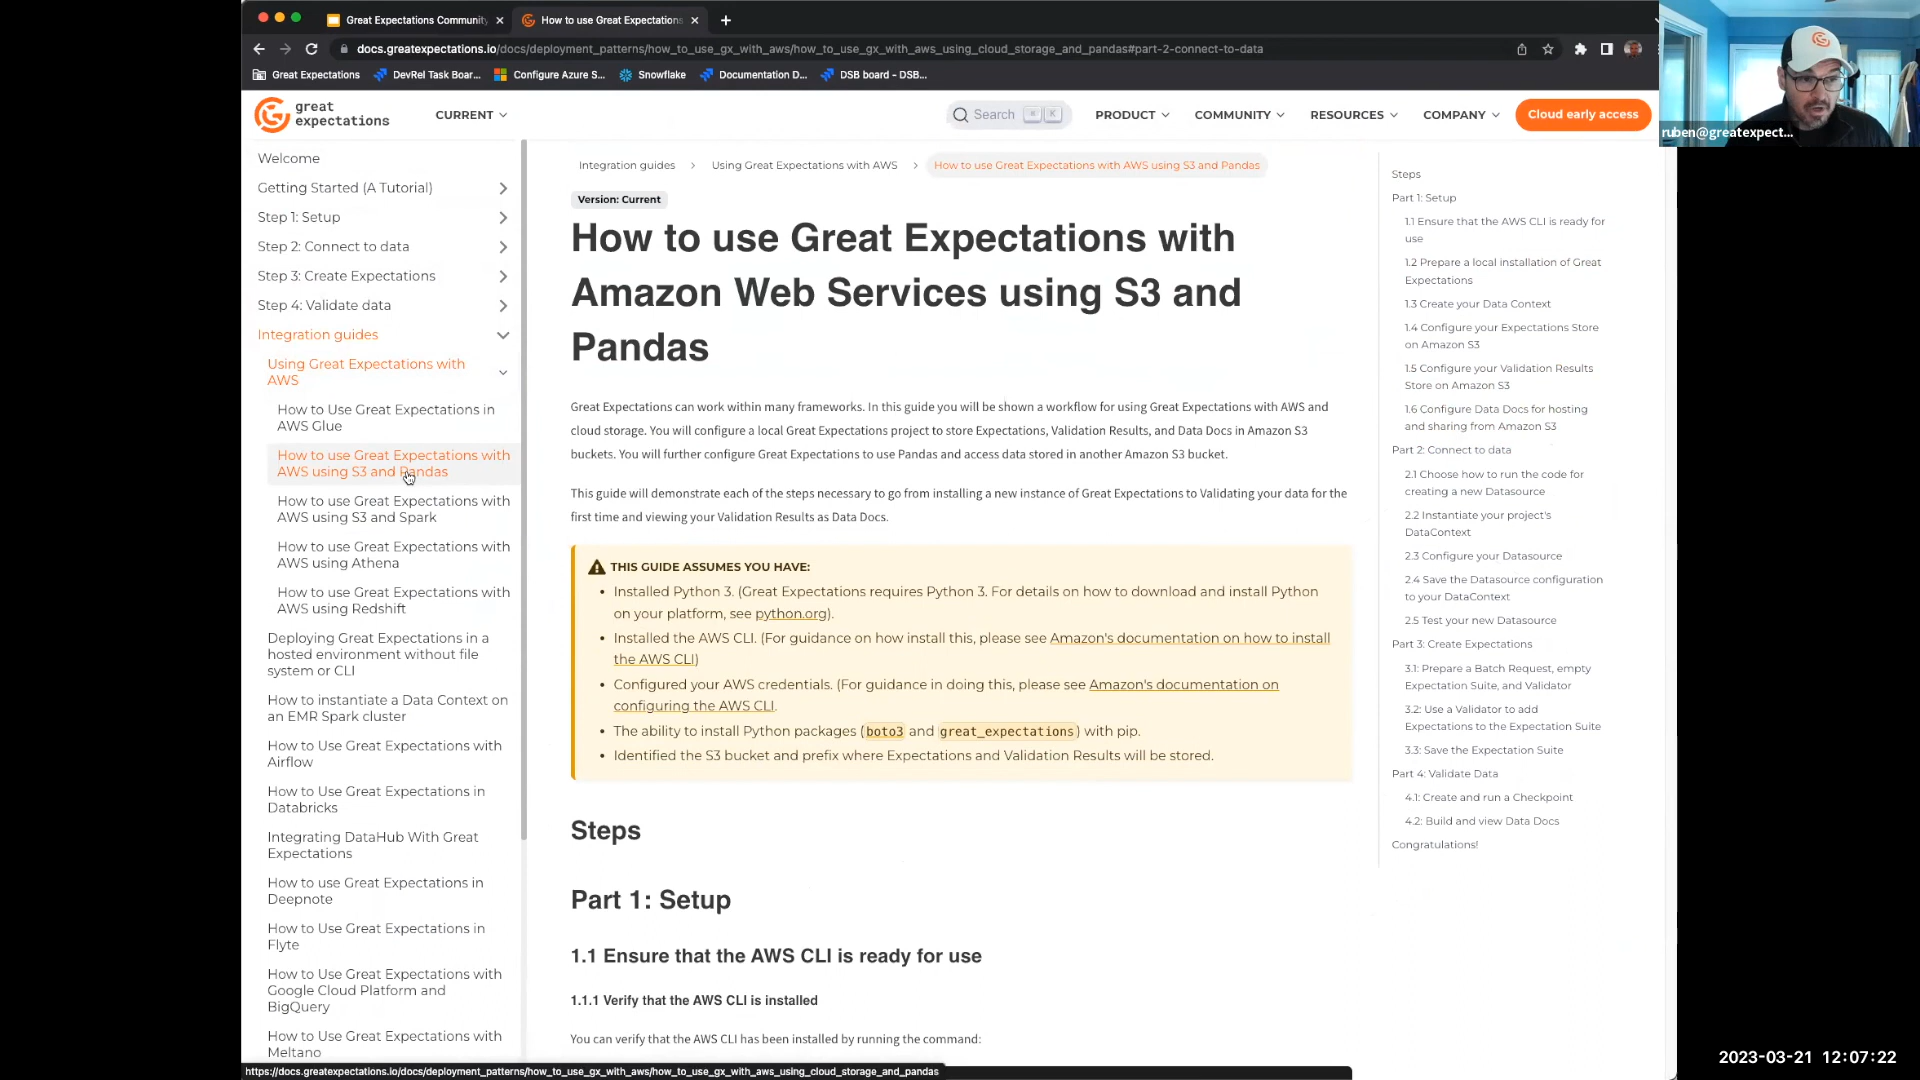 Great Expectations Community
How to use Great Expectations
docs.greatexpectations.io/docs/deployment_patterns/how_to_use_gx_with_aws/how_to_use_gx_with_aws_using_cloud_storage_and_pandas#part-2-connect-to-data
Great Expectations
DevRel Task Boar...
Configure Azure S...
Snowflake
Documentation D...
DSB board - DSB...
great
expectations
CURRENT
Search
K
PRODUCT
COMMUNITY
RESOURCES
COMPANY
Cloud early access
ruben@greatexpect...
Welcome
Getting Started (A Tutorial)
Step 1: Setup
Step 2: Connect to data
Step 3: Create Expectations
Step 4: Validate data
Integration guides
Using Great Expectations with
AWS
How to Use Great Expectations in
AWS Glue
How to use Great Expectations with
AWS using S3 and Pandas
How to use Great Expectations with
AWS using S3 and Spark
How to use Great Expectations with
AWS using Athena
How to use Great Expectations with
AWS using Redshift
Deploying Great Expectations in a
hosted environment without file
system or CLI
How to instantiate a Data Context on
an EMR Spark cluster
How to Use Great Expectations with
Airflow
How to Use Great Expectations in
Databricks
Integrating DataHub With Great
Expectations
How to use Great Expectations in
Deepnote
How to Use Great Expectations in
Flyte
How to Use Great Expectations with
Google Cloud Platform and
BigQuery
How to Use Great Expectations with
Meltano
Integration guides > Using Great Expectations with AWS > How to use Great Expectations with AWS using S3 and Pandas
Version: Current
How to use Great Expectations with
Amazon Web Services using S3 and
Pandas
Great Expectations can work within many frameworks. In this guide you will be shown a workflow for using Great Expectations with AWS and
cloud storage. You will configure a local Great Expectations project to store Expectations, Validation Results, and Data Docs in Amazon S3
buckets. You will further configure Great Expectations to use Pandas and access data stored in another Amazon S3 bucket.
This guide will demonstrate each of the steps necessary to go from installing a new instance of Great Expectations to Validating your data for the
first time and viewing your Validation Results as Data Docs.
THIS GUIDE ASSUMES YOU HAVE:
• Installed Python 3. (Great Expectations requires Python 3. For details on how to download and install Python
on your platform, see python.org).
• Installed the AWS CLI. (For guidance on how install this, please see Amazon's documentation on how to install
the AWS CLI)
• Configured your AWS credentials. (For guidance in doing this, please see Amazon's documentation on
configuring the AWS CLI.
• The ability to install Python packages (boto3 and great_expectations) with pip.
• Identified the S3 bucket and prefix where Expectations and Validation Results will be stored.
Steps
Part 1: Setup
1.1 Ensure that the AWS CLI is ready for use
1.1.1 Verify that the AWS CLI is installed
You can verify that the AWS CLI has been installed by running the command:
Steps
Part 1: Setup
1.1 Ensure that the AWS CLI is ready for
use
1.2 Prepare a local installation of Great
Expectations
1.3 Create your Data Context
1.4 Configure your Expectations Store
on Amazon S3
1.5 Configure your Validation Results
Store on Amazon S3
1.6 Configure Data Docs for hosting
and sharing from Amazon S3
Part 2: Connect to data
2.1 Choose how to run the code for
creating a new Datasource
2.2 Instantiate your project's
DataContext
2.3 Configure your Datasource
2.4 Save the Datasource configuration
to your DataContext
2.5 Test your new Datasource
Part 3: Create Expectations
3.1: Prepare a Batch Request, empty
Expectation Suite, and Validator
3.2: Use a Validator to add
Expectations to the Expectation Suite
3.3: Save the Expectation Suite
Part 4: Validate Data
4.1: Create and run a Checkpoint
4.2: Build and view Data Docs
Congratulations!
https://docs.greatexpectations.io/docs/deployment_patterns/how_to_use_gx_with_aws/how_to_use_gx_with_aws_using_cloud_storage_and_pandas
2023-03-21 12:07:22